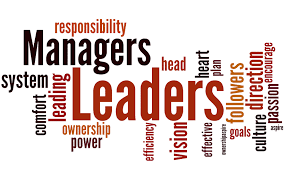 responsibility
Managers
system
comfort
leading
Leaders
head
heart
plan
followers
direction
passion
encourage
ownership
power
efficiency
vision
effective
goals
culture
aspire